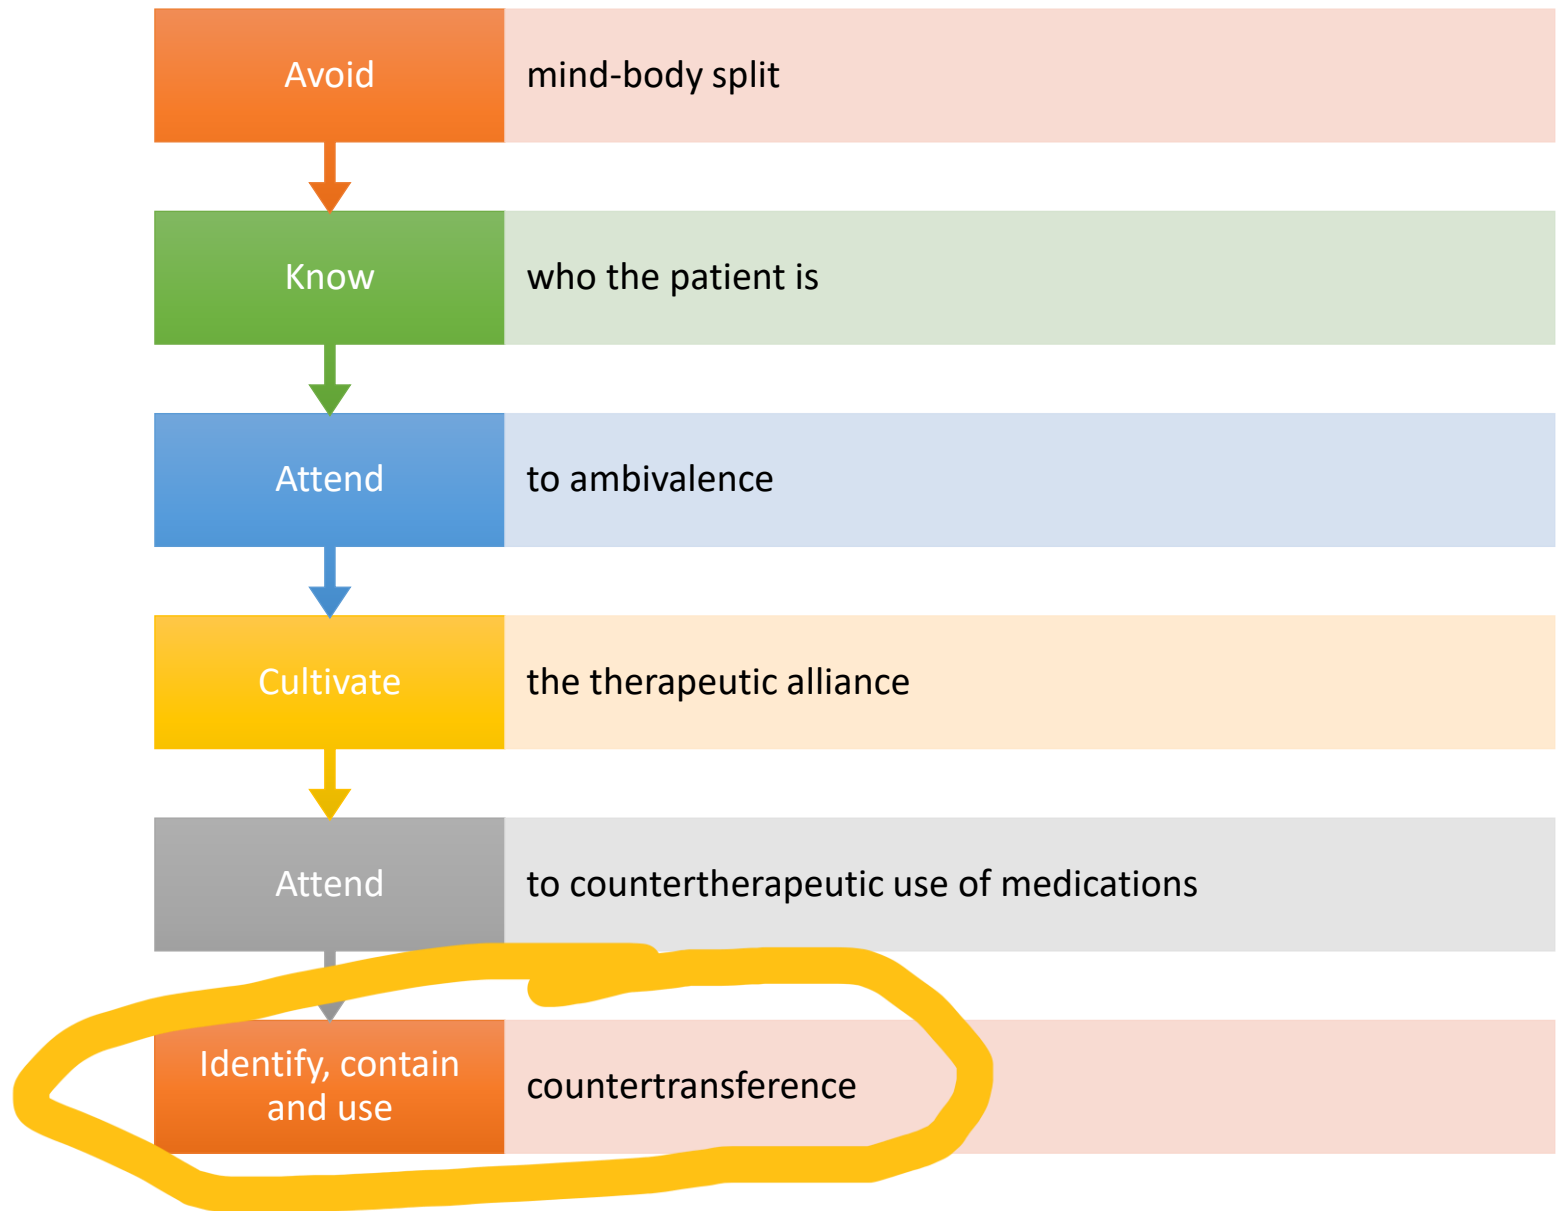 Avoid
mind-body split
Know
who the patient is
Attend
to ambivalence
Cultivate
the therapeutic alliance
Attend
to countertherapeutic use of medications
Identify, contain
and use
countertransference